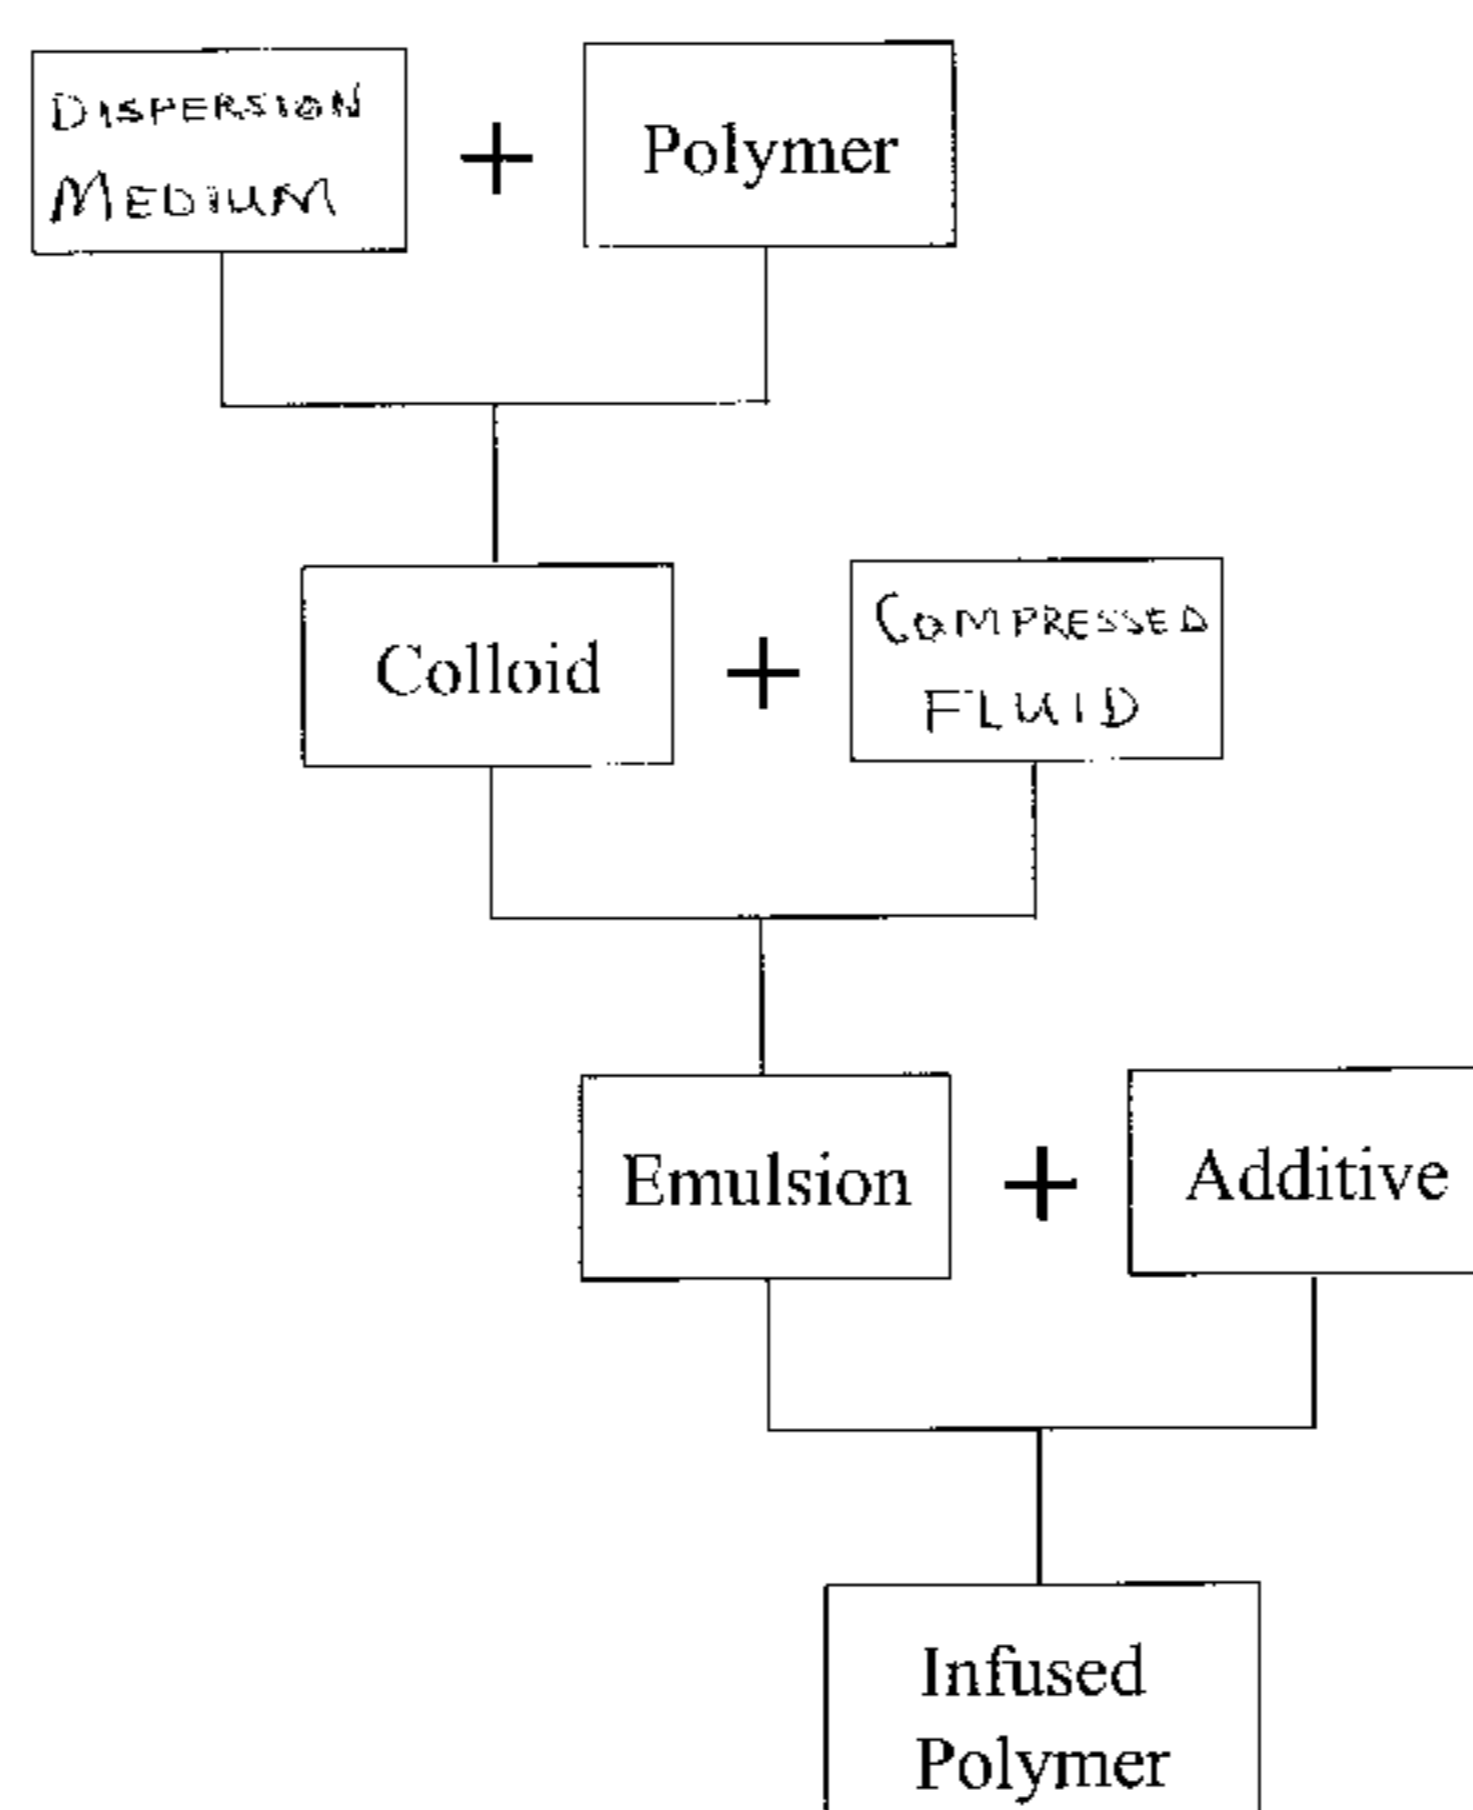 DISPERSION
MEDIUM
+
Polymer
Colloid
+
COMPRESSED
FLUID
Emulsion
+
Additive
Infused
Polymer